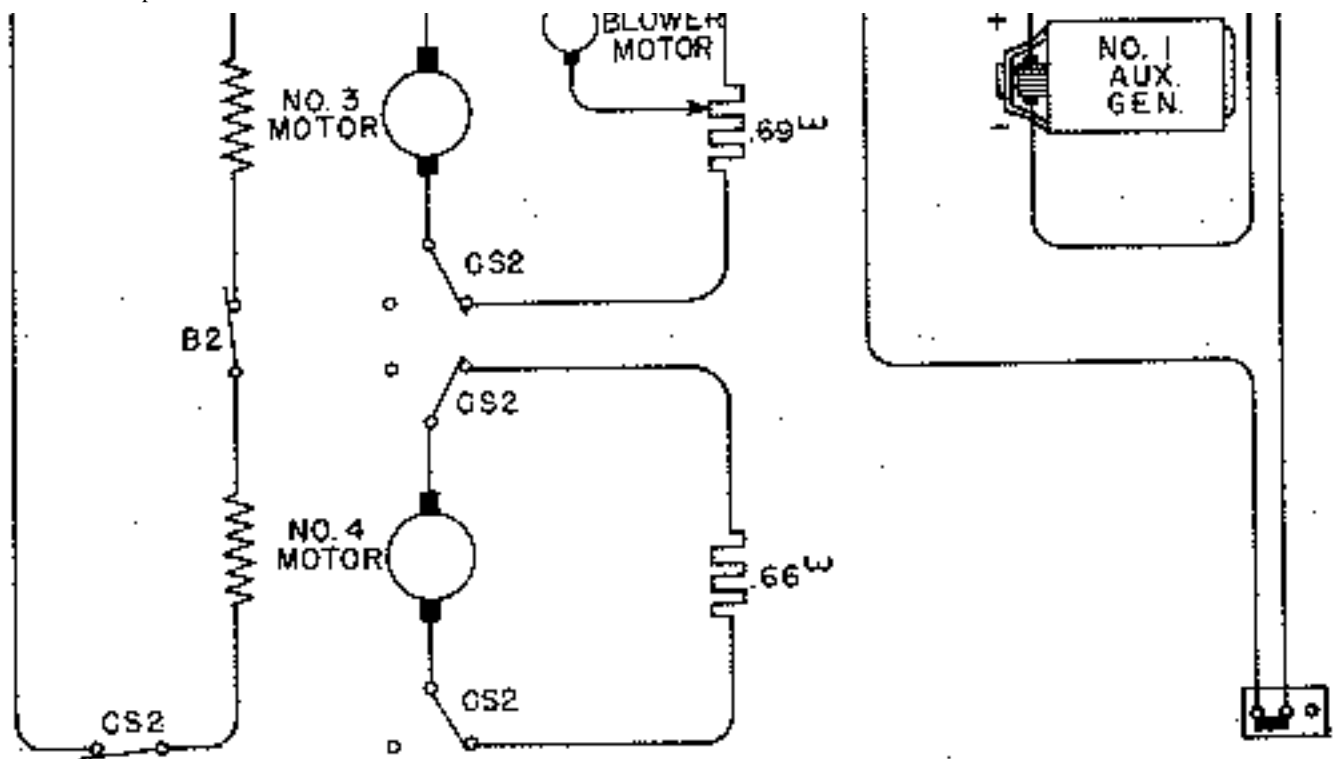 BLOWER
MOTOR
NO. 3
MOTOR
.69 ω
+
NO. 1
AUX.
GEN.
−
CS2
B2
CS2
NO. 4
MOTOR
.66 ω
CS2
CS2